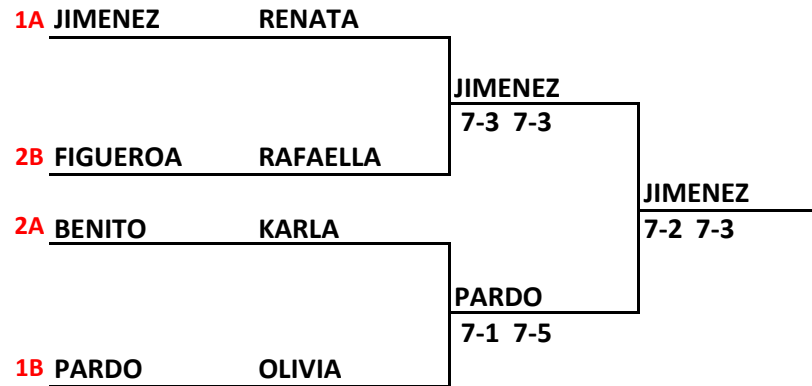 1A JIMENEZ RENATA
JIMENEZ
7-3 7-3
2B FIGUEROA RAFAELLA
JIMENEZ
2A BENITO KARLA
7-2 7-3
PARDO
7-1 7-5
1B PARDO OLIVIA